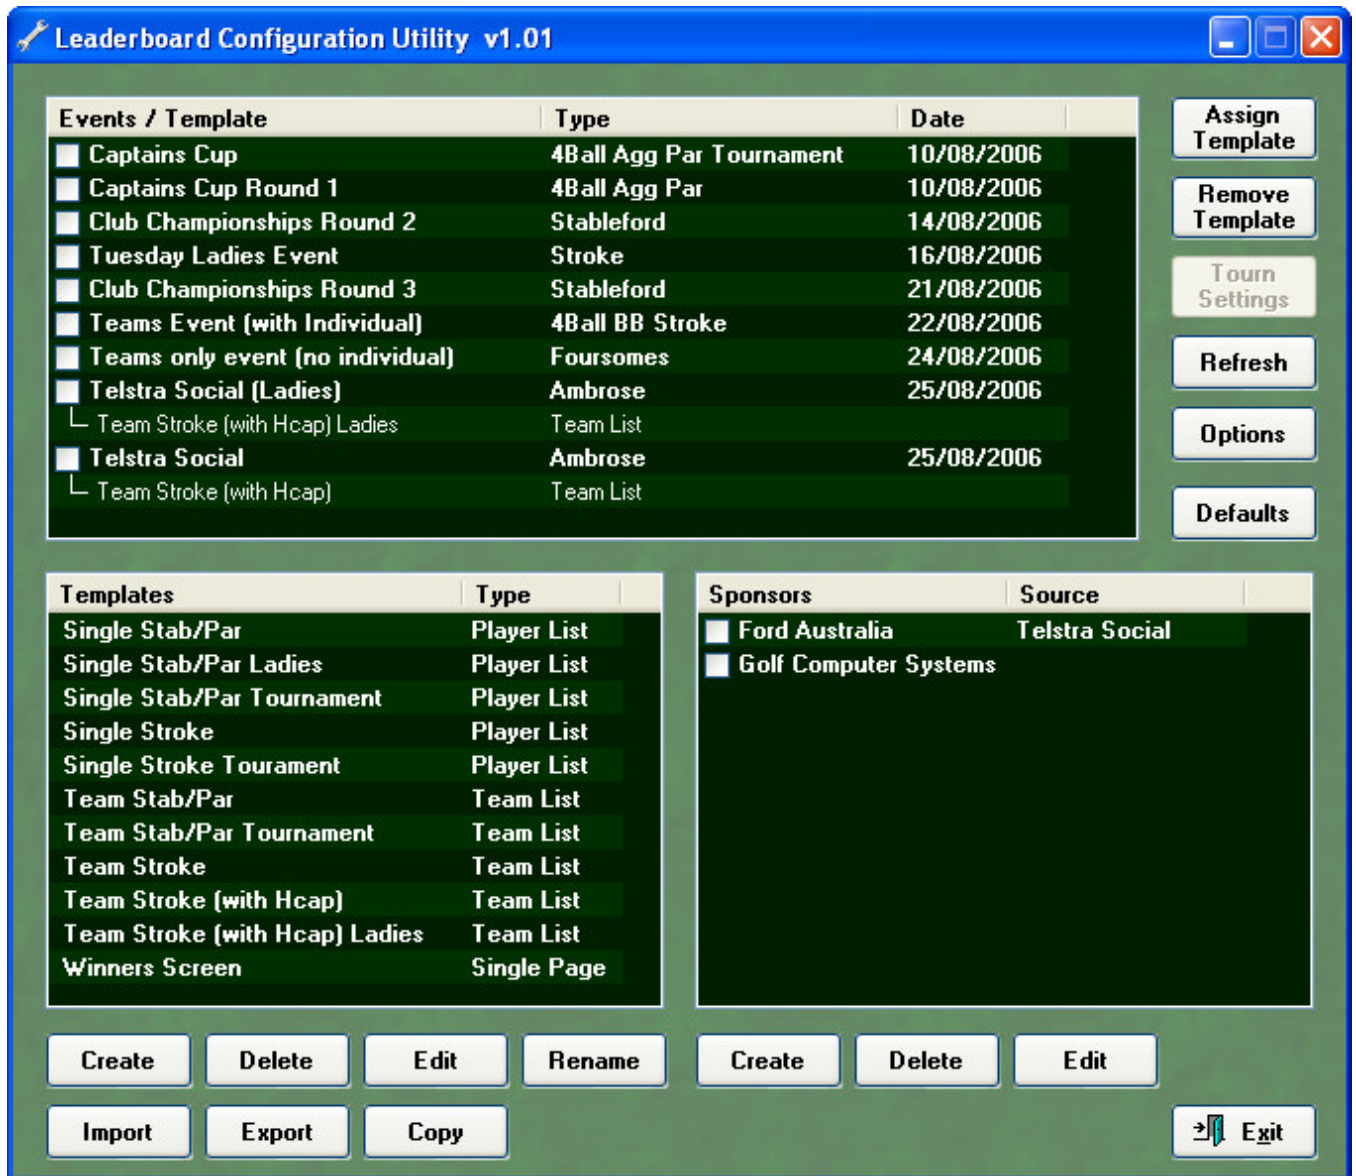 Leaderboard Configuration Utility v1.01
Events / Template Type Date
Captains Cup 4Ball Agg Par Tournament 10/08/2006
Captains Cup Round 1 4Ball Agg Par 10/08/2006
Club Championships Round 2 Stableford 14/08/2006
Tuesday Ladies Event Stroke 16/08/2006
Club Championships Round 3 Stableford 21/08/2006
Teams Event (with Individual) 4Ball BB Stroke 22/08/2006
Teams only event (no individual) Foursomes 24/08/2006
Telstra Social (Ladies) Ambrose 25/08/2006
Team Stroke (with Hcap) Ladies Team List
Telstra Social Ambrose 25/08/2006
Team Stroke (with Hcap) Team List
Assign
Template
Remove
Template
Tourn
Settings
Refresh
Options
Defaults
Templates Type
Single Stab/Par Player List
Single Stab/Par Ladies Player List
Single Stab/Par Tournament Player List
Single Stroke Player List
Single Stroke Tourament Player List
Team Stab/Par Team List
Team Stab/Par Tournament Team List
Team Stroke Team List
Team Stroke (with Hcap) Team List
Team Stroke (with Hcap) Ladies Team List
Winners Screen Single Page
Sponsors Source
Ford Australia Telstra Social
Golf Computer Systems
Create Delete Edit Rename
Import Export Copy
Create Delete Edit
Exit